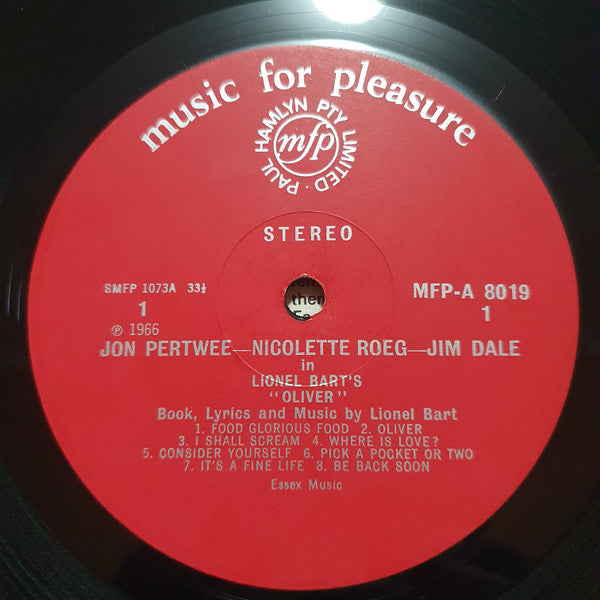 music for pleasure
PAUL HAMLYN PTY LIMITED ·
mfp
STEREO
SMFP 1073A 33⅓
MFP-A 8019
1
1
℗ 1966
then
JON PERTWEE—NICOLETTE ROEG—JIM DALE
in
LIONEL BART'S
"OLIVER"
Book, Lyrics and Music by Lionel Bart
1. FOOD GLORIOUS FOOD 2. OLIVER
3. I SHALL SCREAM 4. WHERE IS LOVE?
5. CONSIDER YOURSELF 6. PICK A POCKET OR TWO
7. IT'S A FINE LIFE 8. BE BACK SOON
Essex Music